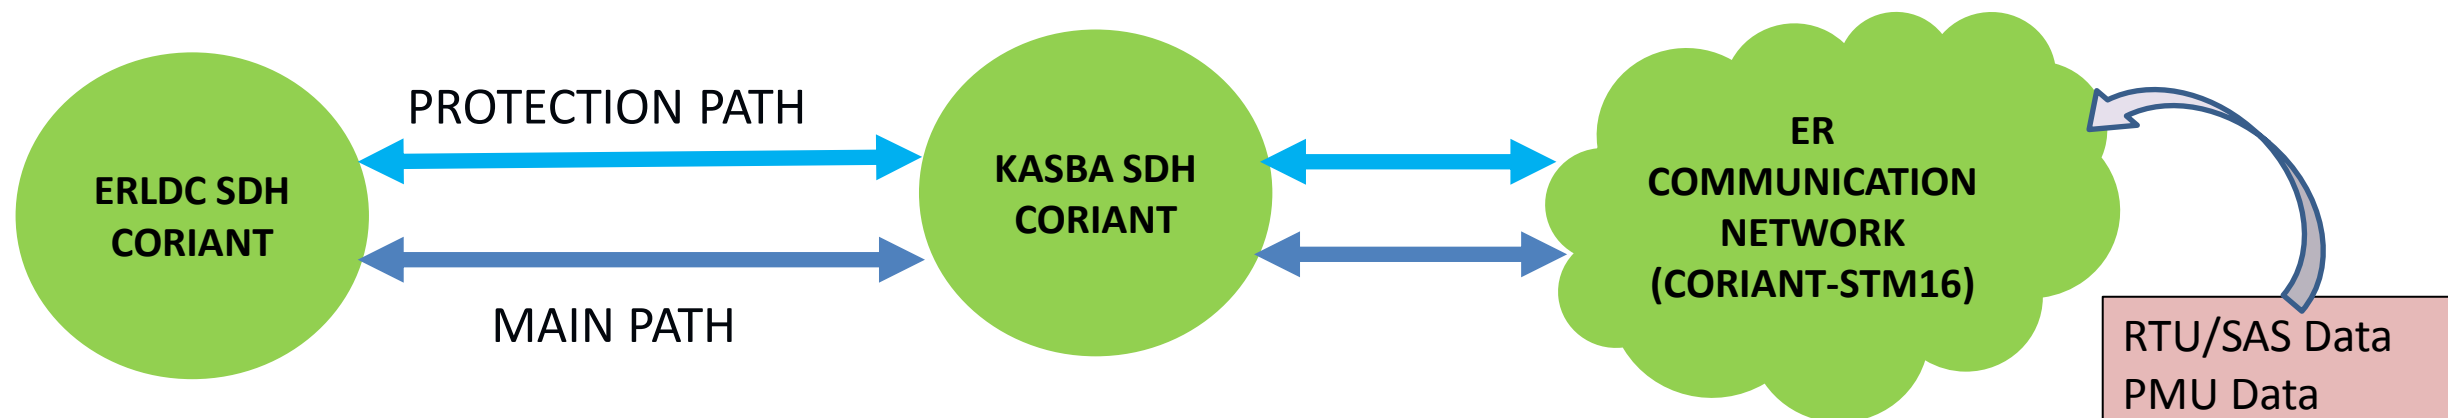 PROTECTION PATH
ERLDC SDH
CORIANT
MAIN PATH
KASBA SDH
CORIANT
ER
COMMUNICATION
NETWORK
(CORIANT-STM16)
RTU/SAS Data
PMU Data